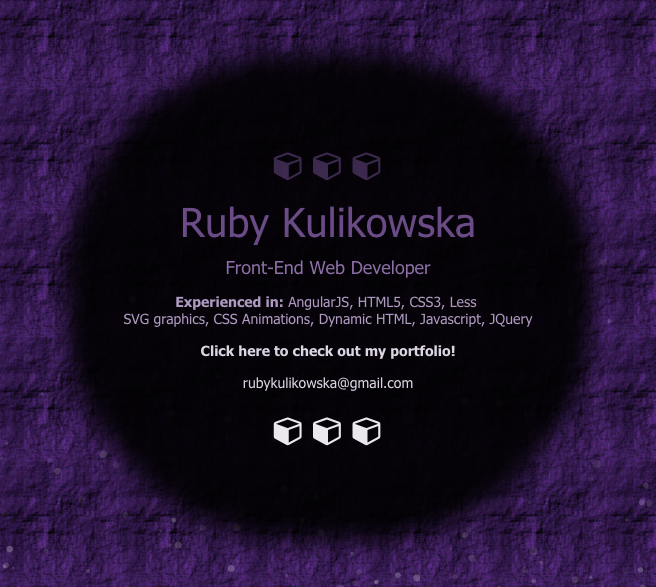 Ruby Kulikowska
Front-End Web Developer
Experienced in: AngularJS, HTML5, CSS3, Less
SVG graphics, CSS Animations, Dynamic HTML, Javascript, JQuery
Click here to check out my portfolio!
rubykulikowska@gmail.com